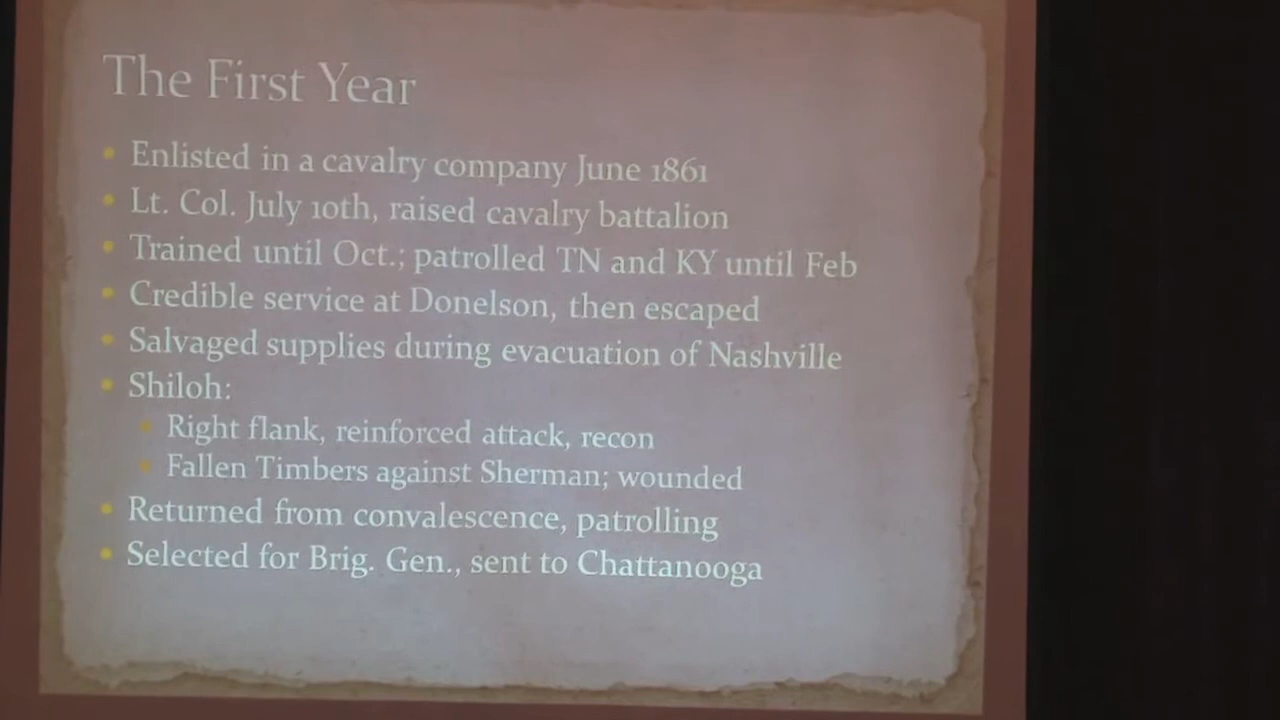 The First Year
• Enlisted in a cavalry company June 1861
• Lt. Col. July 10th, raised cavalry battalion
• Trained until Oct.; patrolled TN and KY until Feb
• Credible service at Donelson, then escaped
• Salvaged supplies during evacuation of Nashville
• Shiloh:
• Right flank, reinforced attack, recon
• Fallen Timbers against Sherman; wounded
• Returned from convalescence, patrolling
• Selected for Brig. Gen., sent to Chattanooga